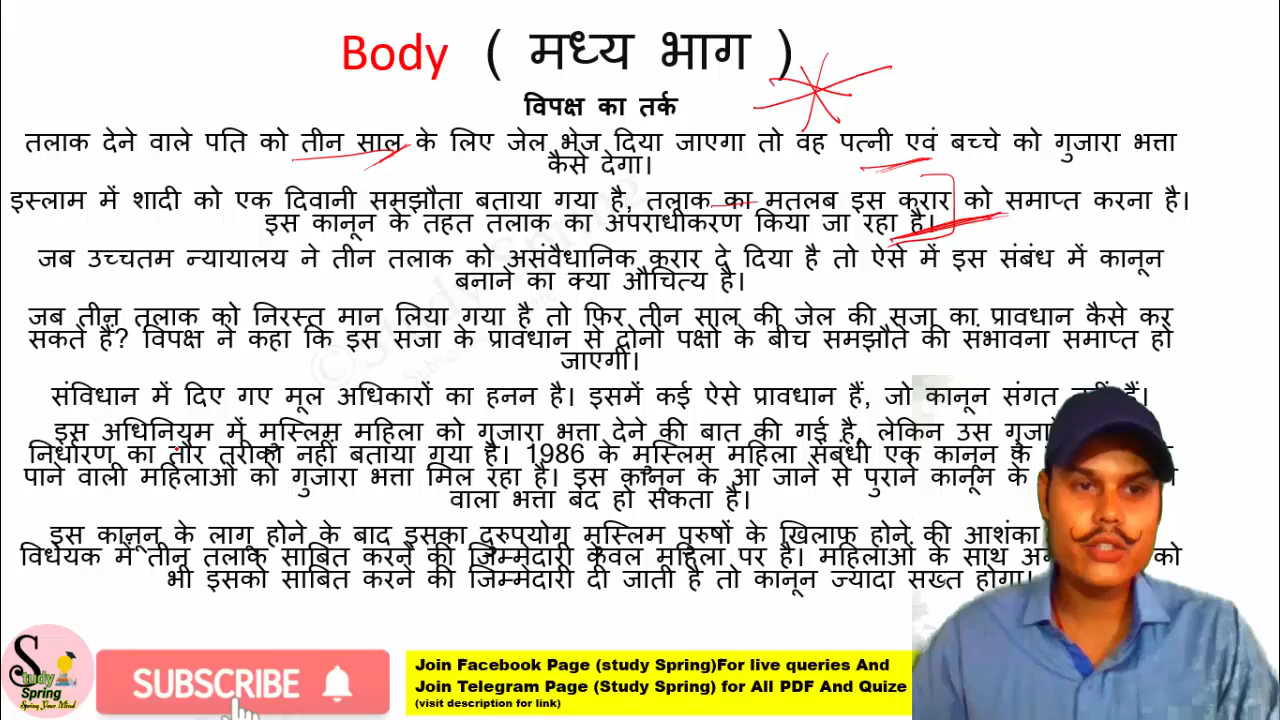 Body ( मध्य भाग )
विपक्ष का तर्क
तलाक देने वाले पति को तीन साल के लिए जेल भेज दिया जाएगा तो वह पत्नी एवं बच्चे को गुजारा भत्ता
कैसे देगा।
इस्लाम में शादी को एक दिवानी समझौता बताया गया है, तलाक का मतलब इस करार को समाप्त करना है।
इस कानून के तहत तलाक का अपराधीकरण किया जा रहा है।
जब उच्चतम न्यायालय ने तीन तलाक को असंवैधानिक करार दे दिया है तो ऐसे में इस संबंध में कानून
बनाने का क्या औचित्य है।
जब तीन तलाक को निरस्त मान लिया गया है तो फिर तीन साल की जेल की सजा का प्रावधान कैसे कर
सकते हैं? विपक्ष ने कहा कि इस सजा के प्रावधान से दोनों पक्षों के बीच समझौते की संभावना समाप्त हो
जाएगी।
संविधान में दिए गए मूल अधिकारों का हनन है। इसमें कई ऐसे प्रावधान हैं, जो कानून संगत नहीं हैं।
इस अधिनियम में मुस्लिम महिला को गुजारा भत्ता देने की बात की गई है, लेकिन उस
निर्धारण का तौर तरीका नहीं बताया गया है। 1986 के मुस्लिम महिला संबंधी एक कानून के
पाने वाली महिलाओं को गुजारा भत्ता मिल रहा है। इस कानून के आ जाने से पुराने कानून के
वाला भत्ता बंद हो सकता है।
इस कानून के लागू होने के बाद इसका दुरुपयोग मुस्लिम पुरुषों के खिलाफ होने की आशंका
विधेयक में तीन तलाक साबित करने की जिम्मेदारी केवल महिला पर है। महिलाओं के साथ को
भी इसको साबित करने की जिम्मेदारी दी जाती है तो कानून ज्यादा सख्त होगा।
Study
Spring
Spring Your Mind
SUBSCRIBE
Join Facebook Page (study Spring)For live queries And
Join Telegram Page (Study Spring) for All PDF And Quize
(visit description for link)